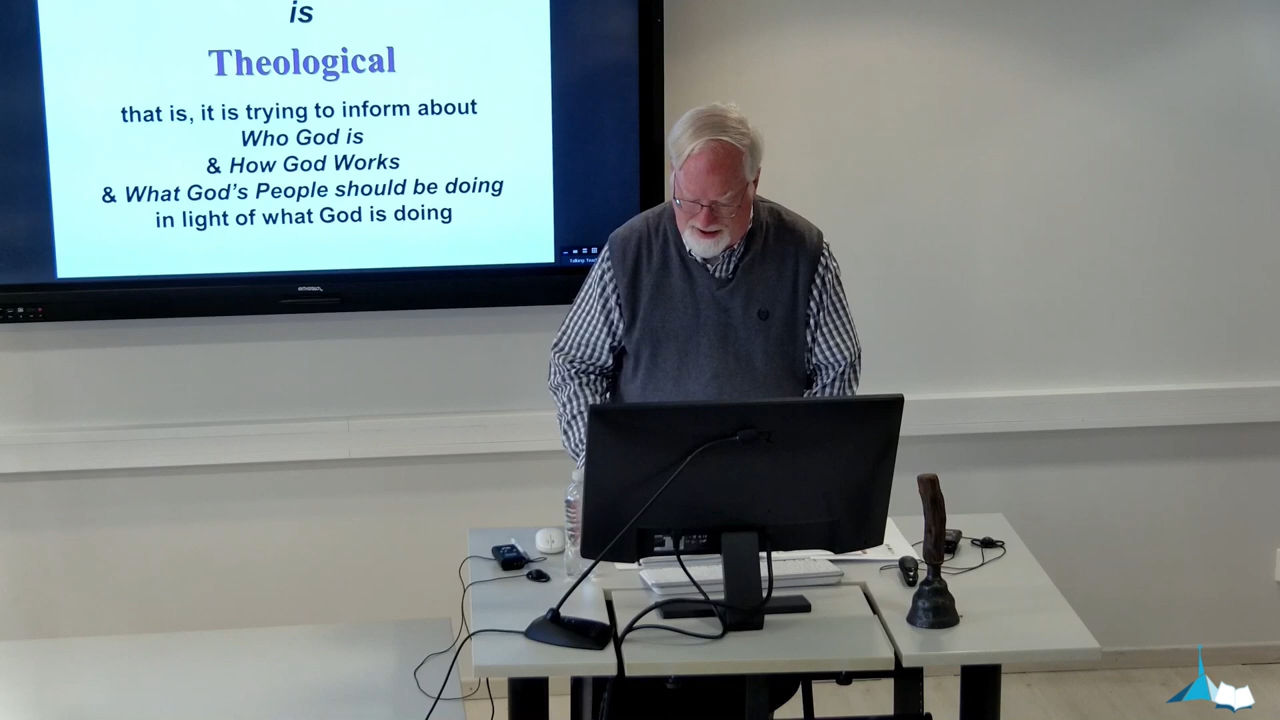 is
Theological
that is, it is trying to inform about
Who God is
& How God Works
& What God's People should be doing
in light of what God is doing